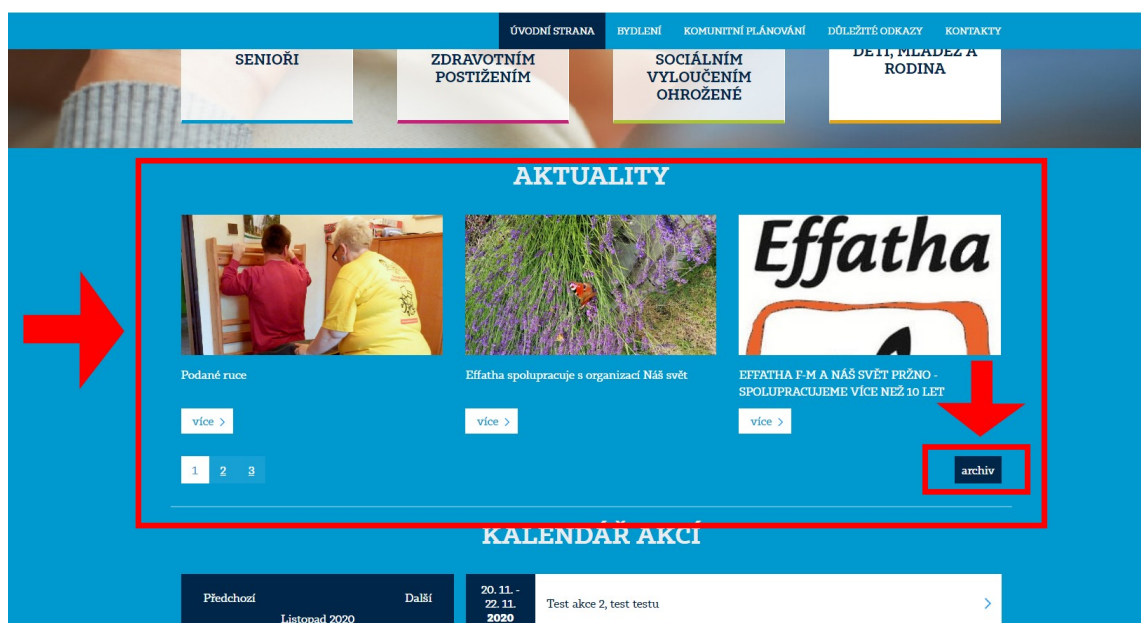 ÚVODNÍ STRANA BYDLENÍ KOMUNITNÍ PLÁNOVÁNÍ DŮLEŽITÉ ODKAZY KONTAKTY
SENIOŘI
ZDRAVOTNÍM
POSTIŽENÍM
SOCIÁLNÍM
VYLOUČENÍM
OHROŽENÉ
DĚTI, MLÁDEŽ A
RODINA
AKTUALITY
Effatha
Podané ruce
více >
Effatha spolupracuje s organizací Náš svět
více >
EFFATHA F-M A NÁŠ SVĚT PRŽNO -
SPOLUPRACUJEME VÍCE NEŽ 10 LET
více >
1 2 3
archiv
KALENDÁŘ AKCÍ
Předchozí Další
Listopad 2020
20. 11. -
22. 11.
2020
Test akce 2, test testu